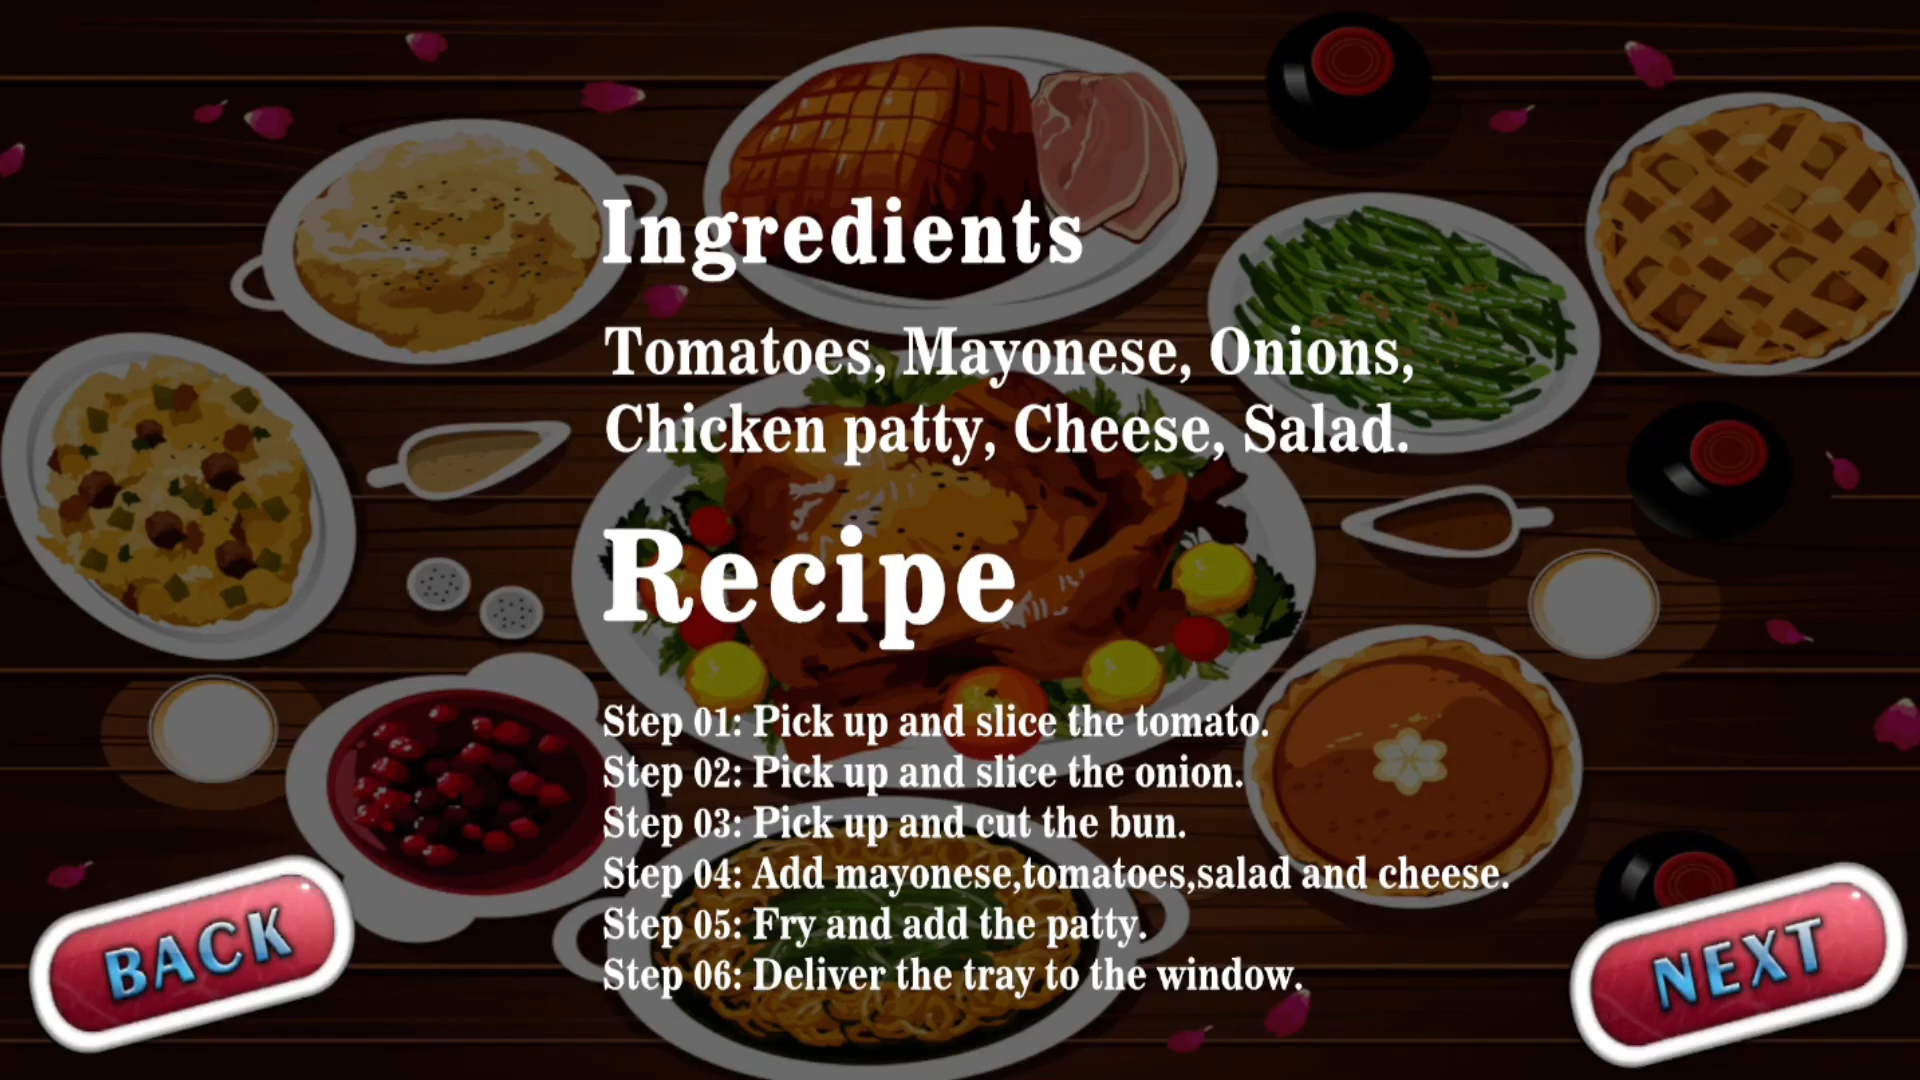 Ingredients
Tomatoes, Mayonese, Onions,
Chicken patty, Cheese, Salad.
Recipe
Step 01: Pick up and slice the tomato.
Step 02: Pick up and slice the onion.
Step 03: Pick up and cut the bun.
Step 04: Add mayonese,tomatoes,salad and cheese.
Step 05: Fry and add the patty.
Step 06: Deliver the tray to the window.
BACK
NEXT